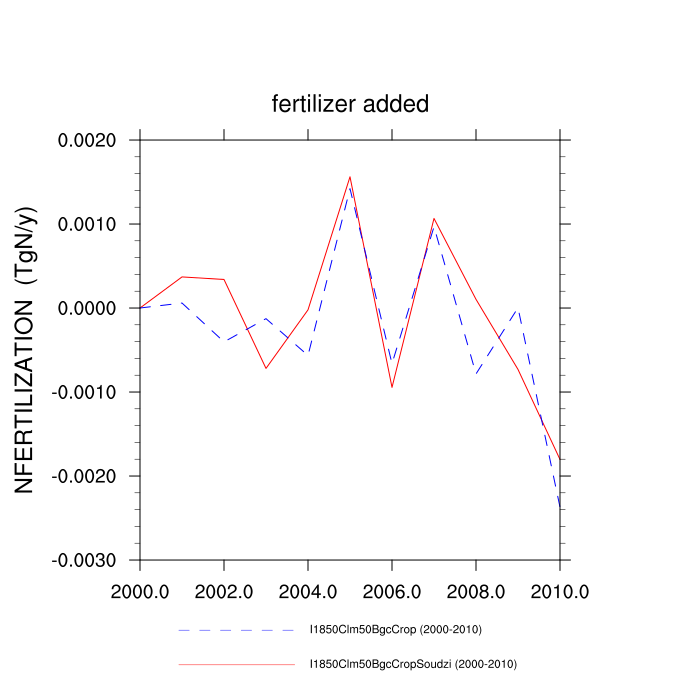 fertilizer added
0.0020
0.0010
0.0000
-0.0010
-0.0020
-0.0030
NFERTILIZATION (TgN/y)
2000.0 2002.0 2004.0 2006.0 2008.0 2010.0
I1850Clm50BgcCrop (2000-2010)
I1850Clm50BgcCropSoudzi (2000-2010)